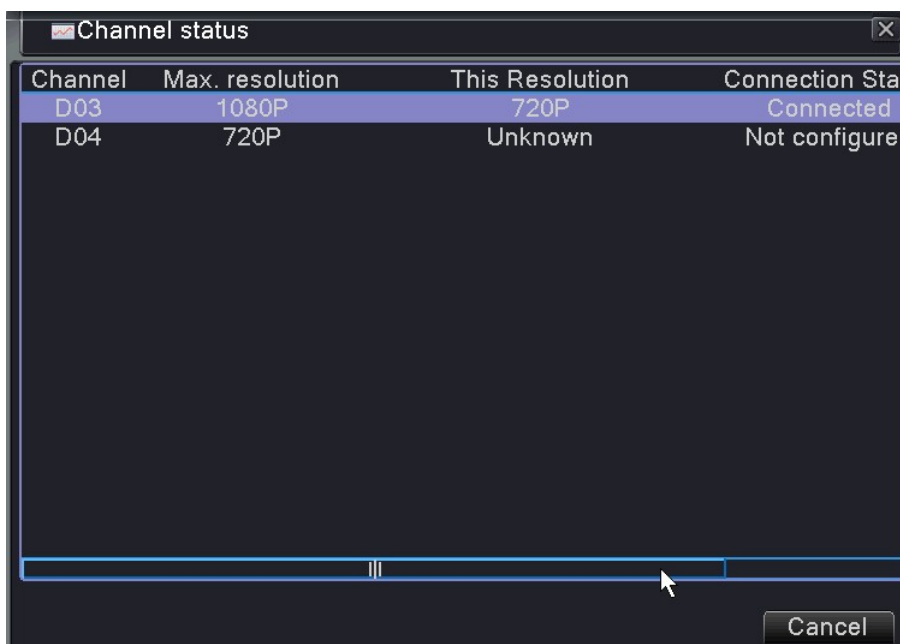 Channel status
Channel Max. resolution This Resolution Connection Sta
D03 1080P 720P Connected
D04 720P Unknown Not configure
Cancel